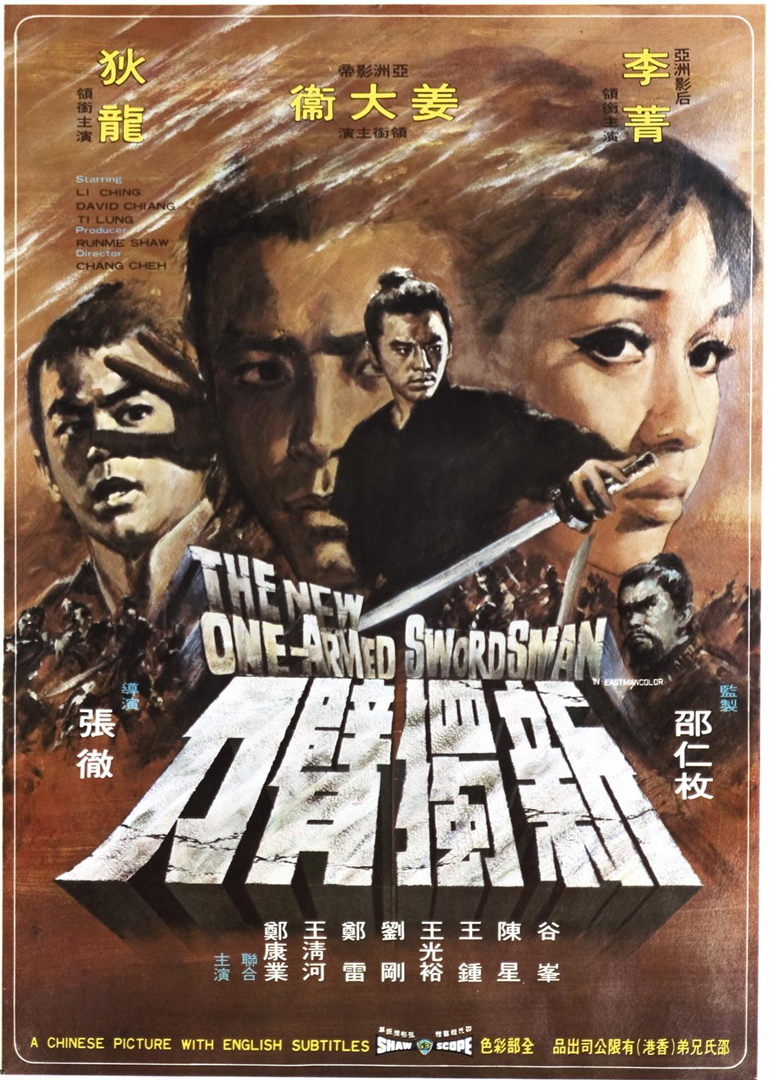 亞洲影后
李菁
領銜主演
亞洲影帝
姜大衞
領銜主演
狄龍
領銜主演
Starring
LI CHING
DAVID CHIANG
TI LUNG
Producer
RUNME SHAW
Director
CHANG CHEH
THE NEW
ONE-ARMED SWORDSMAN
IN EASTMANCOLOR
新獨臂刀
監製
邵仁枚
導演
張徹
谷峯
陳星
王鍾
王光裕
劉剛
鄭雷
王清河
鄭康業
聯合
主演
A CHINESE PICTURE WITH ENGLISH SUBTITLES
SHAW SB SCOPE
邵氏兄弟(香港)有限公司出品 全部彩色